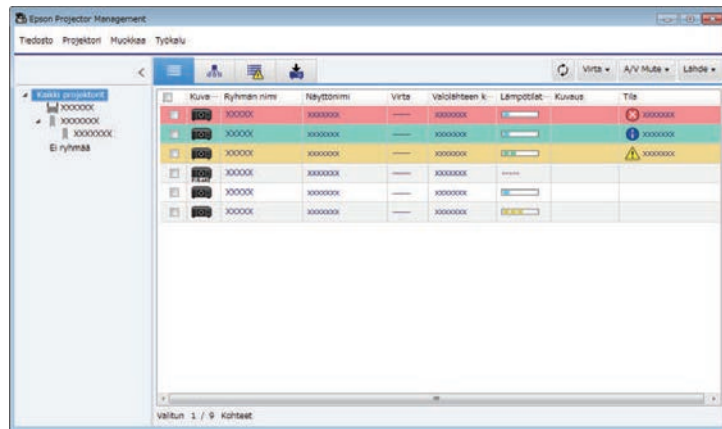 Epson Projector Management
Tiedosto Projektori Muokkaa Työkalu
Virta A/V Mute Lähde
Kaikki projektorit
XXXXXX
XXXXXXX
XXXXXXX
Ei ryhmää
Kuva··· Ryhmän nimi Näyttönimi Virta Valolähteen k··· Lämpötilat··· Kuvaus Tila
XXXXX XXXXXXX ---- XXXXXXX XXXXXXX
XXXXX XXXXXXX ---- XXXXXXX XXXXXXX
XXXXX XXXXXXX ---- XXXXXXX XXXXXXX
XXXXX XXXXXXX ---- XXXXXXX -----
XXXXX XXXXXXX ---- XXXXXXX
XXXXX XXXXXXX ---- XXXXXXX
Valitun 1 / 9 Kohteet